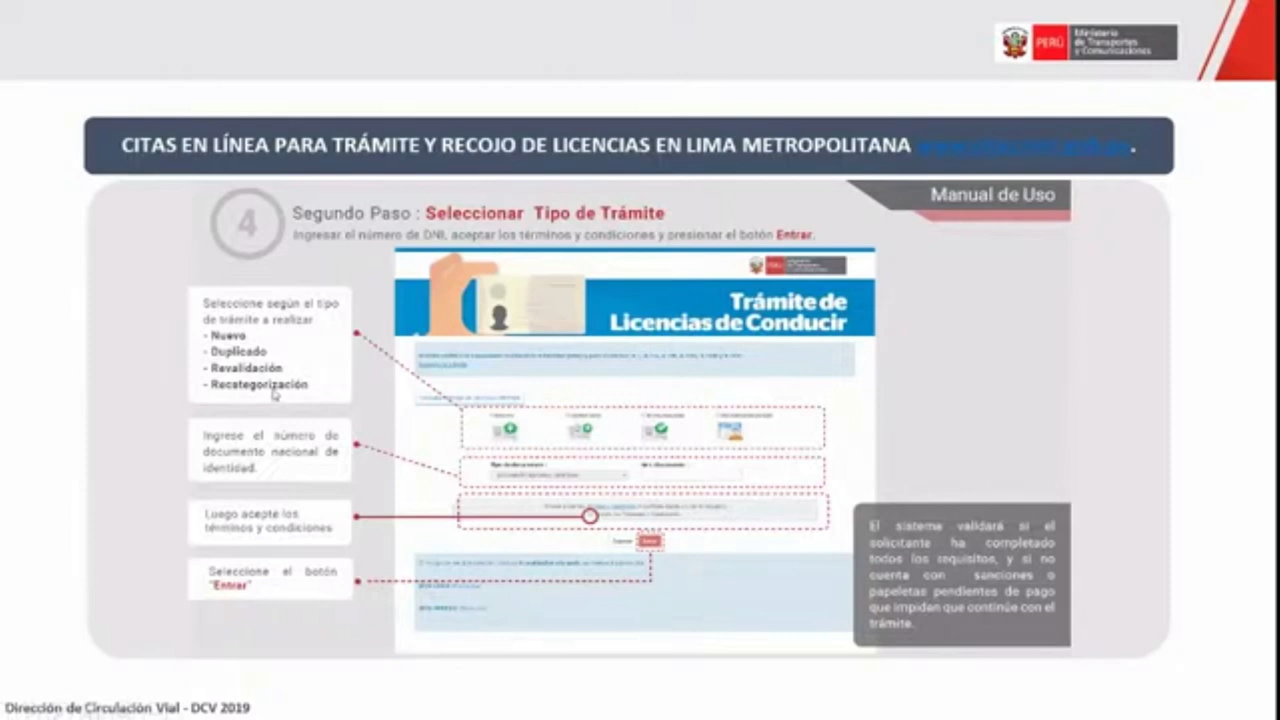 PERÚ
Ministerio
de Transportes
y Comunicaciones
CITAS EN LÍNEA PARA TRÁMITE Y RECOJO DE LICENCIAS EN LIMA METROPOLITANA
Manual de Uso
4
Segundo Paso : Seleccionar Tipo de Trámite
Ingresar el número de DNI, aceptar los términos y condiciones y presionar el botón Entrar.
Seleccione según el tipo
de trámite a realizar
- Nuevo
- Duplicado
- Revalidación
- Recategorización
Ingrese el número de
documento nacional de
identidad.
Luego acepte los
términos y condiciones
Seleccione el botón
"Entrar"
PERÚ
Trámite de
Licencias de Conducir
El sistema validará si el
solicitante ha completado
todos los requisitos, y si no
cuenta con sanciones o
papeletas pendientes de pago
que impidan que continúe con el
trámite.
Dirección de Circulación Vial - DCV 2019